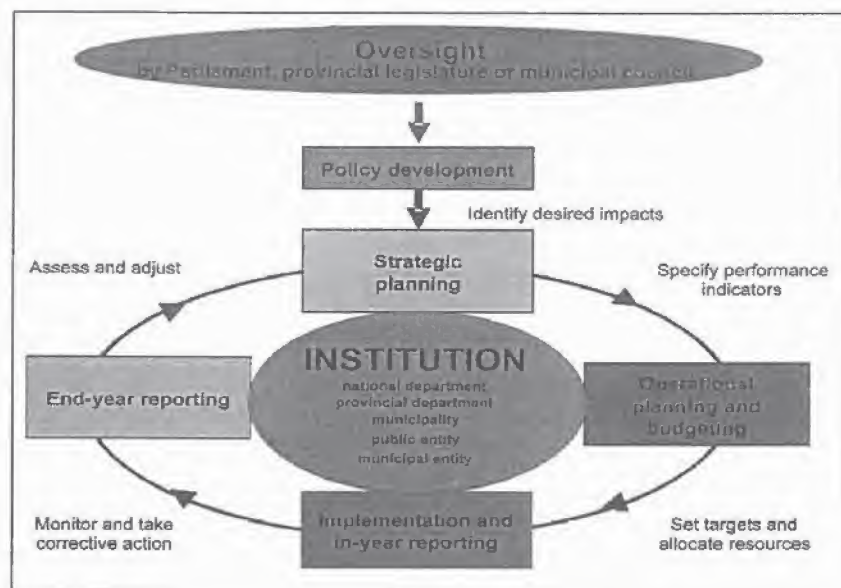 Oversight
by Parliament, provincial legislature or municipal council
Policy development
Identify desired impacts
Strategic
planning
Assess and adjust
Specify performance
indicators
INSTITUTION
national department
provincial department
municipality
public entity
municipal entity
End-year reporting
Operational
planning and
budgeting
Implementation and
in-year reporting
Monitor and take
corrective action
Set targets and
allocate resources